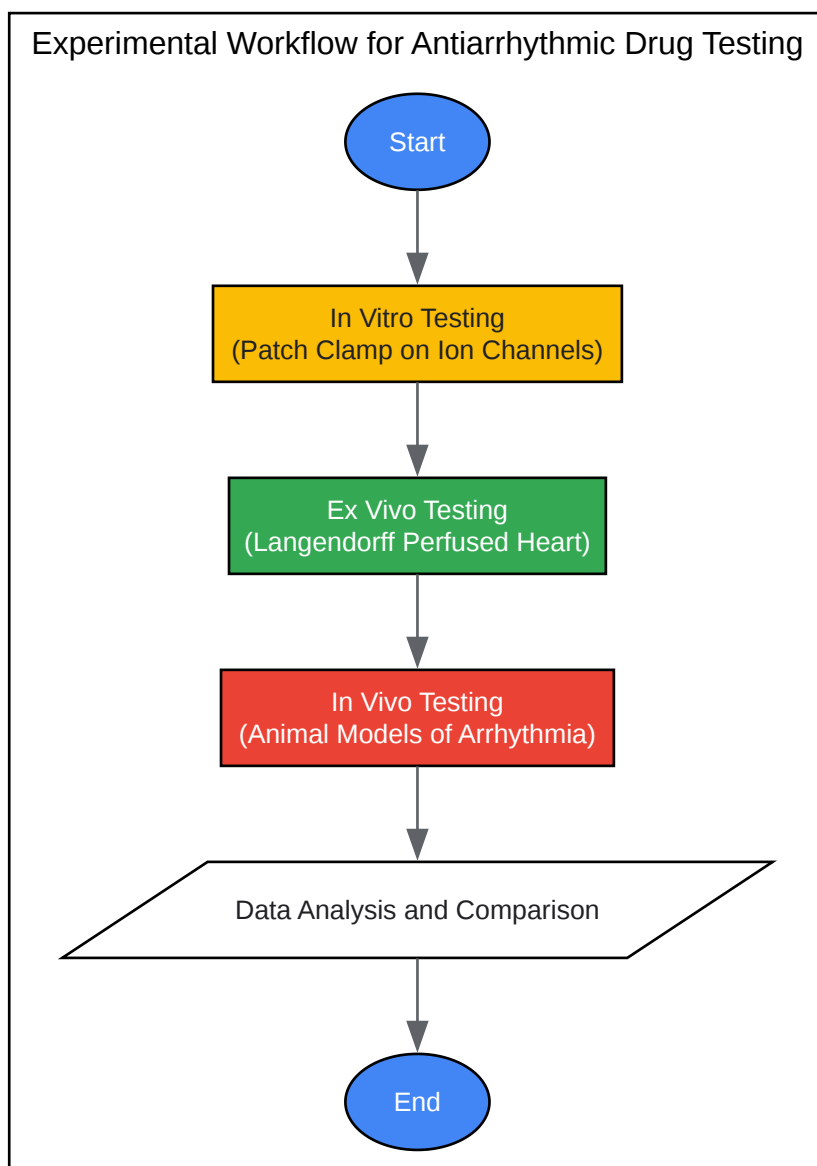 Experimental Workflow for Antiarrhythmic Drug Testing
Start
In Vitro Testing
(Patch Clamp on Ion Channels)
Ex Vivo Testing
(Langendorff Perfused Heart)
In Vivo Testing
(Animal Models of Arrhythmia)
Data Analysis and Comparison
End